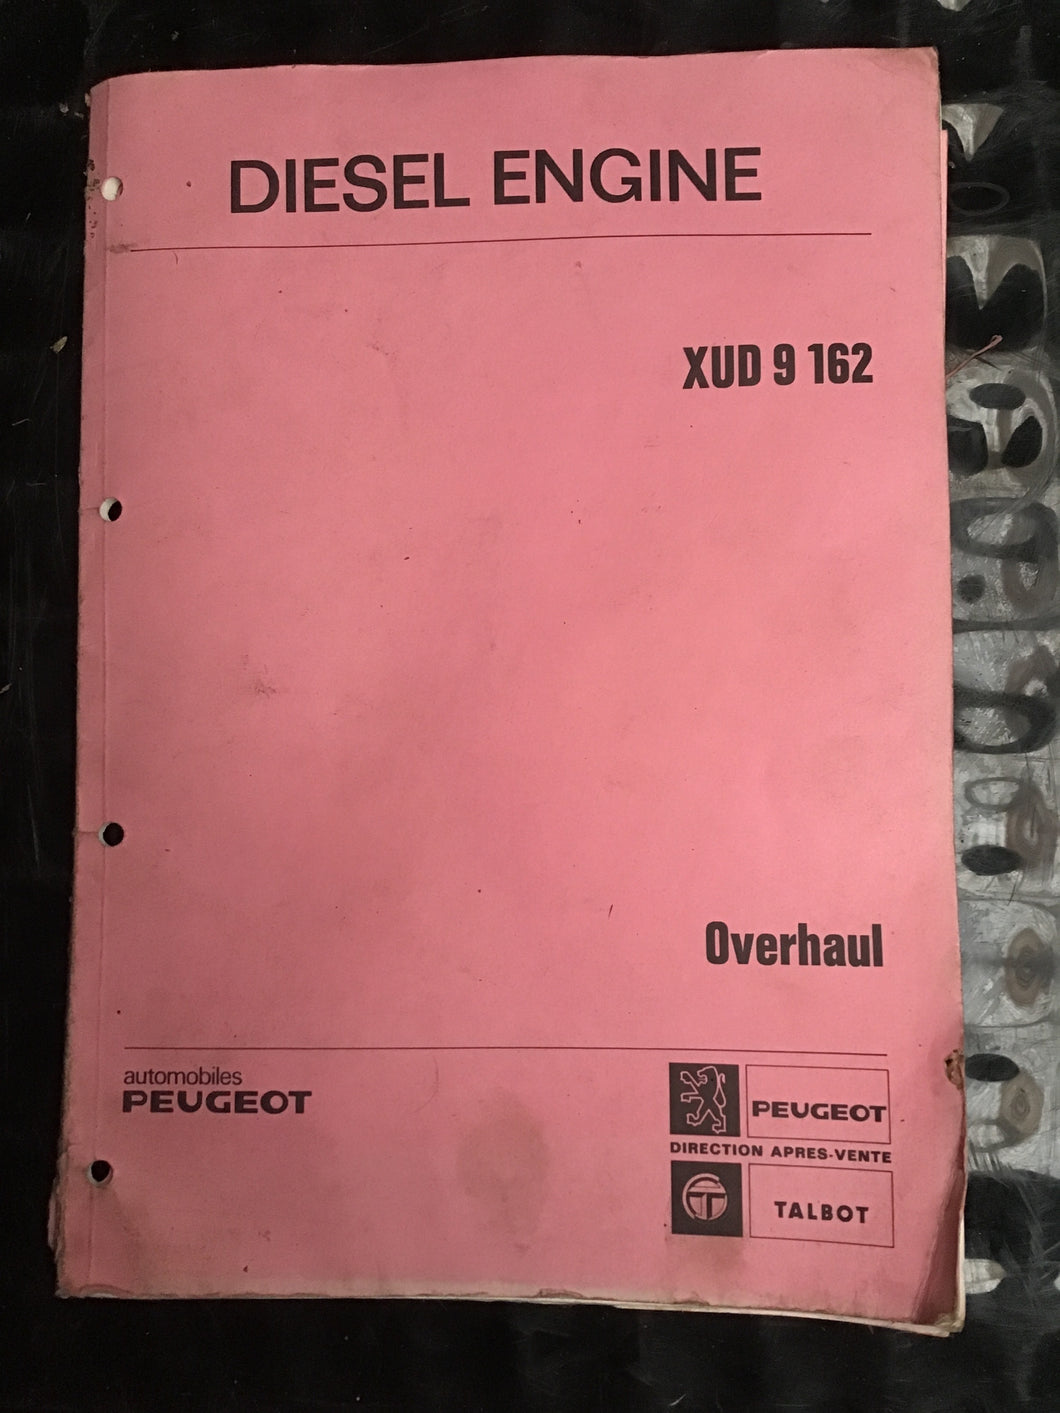 DIESEL ENGINE
XUD 9 162
Overhaul
automobiles
PEUGEOT
PEUGEOT
DIRECTION APRES-VENTE
TALBOT